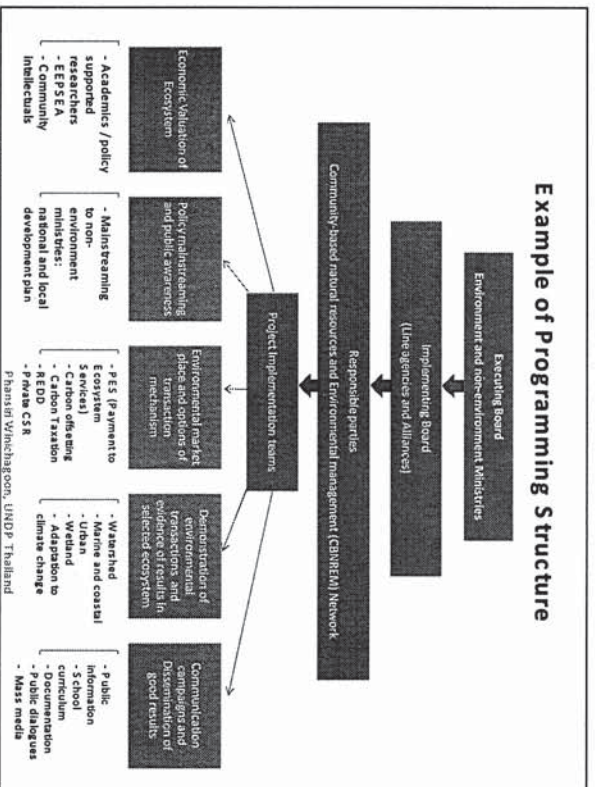 Example of Programming Structure
Executing Board
Environment and non-environment Ministries
Implementing Board
(Line agencies and Alliances)
Responsible parties
Community-based natural resources and Environmental management (CBNREM) Network
Project Implementation teams
Economic Valuation of
Ecosystem
- Academics / policy
supported
researchers
- EEPSEA
- Community
intellectuals
Policy mainstreaming
and public awareness
- Mainstreaming
to non-
environment
ministries:
national and local
development plan
Environmental market
place and options of
transaction
mechanism
- PES (Payment to
Ecosystem
Services)
- Carbon offsetting
- Carbon Taxation
- REDD
- Private CSR
Demonstration of
environmental
transactions and
evidence of results in
selected ecosystem
- Watershed
- Marine and coastal
- Urban
- Wetland
- Adaptation to
climate change
Communication
campaigns and
Dissemination of
good results
- Public
information
- School
curriculum
- Documentation
- Public dialogues
- Mass media
Phansiri Winichagoon, UNDP Thailand